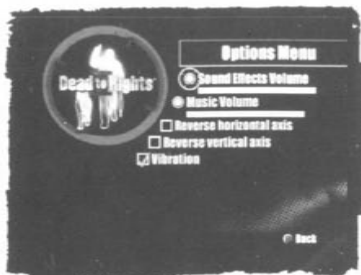 Options Menu
Dead to Rights
Sound Effects Volume
Music Volume
Reverse horizontal axis
Reverse vertical axis
Vibration
Back